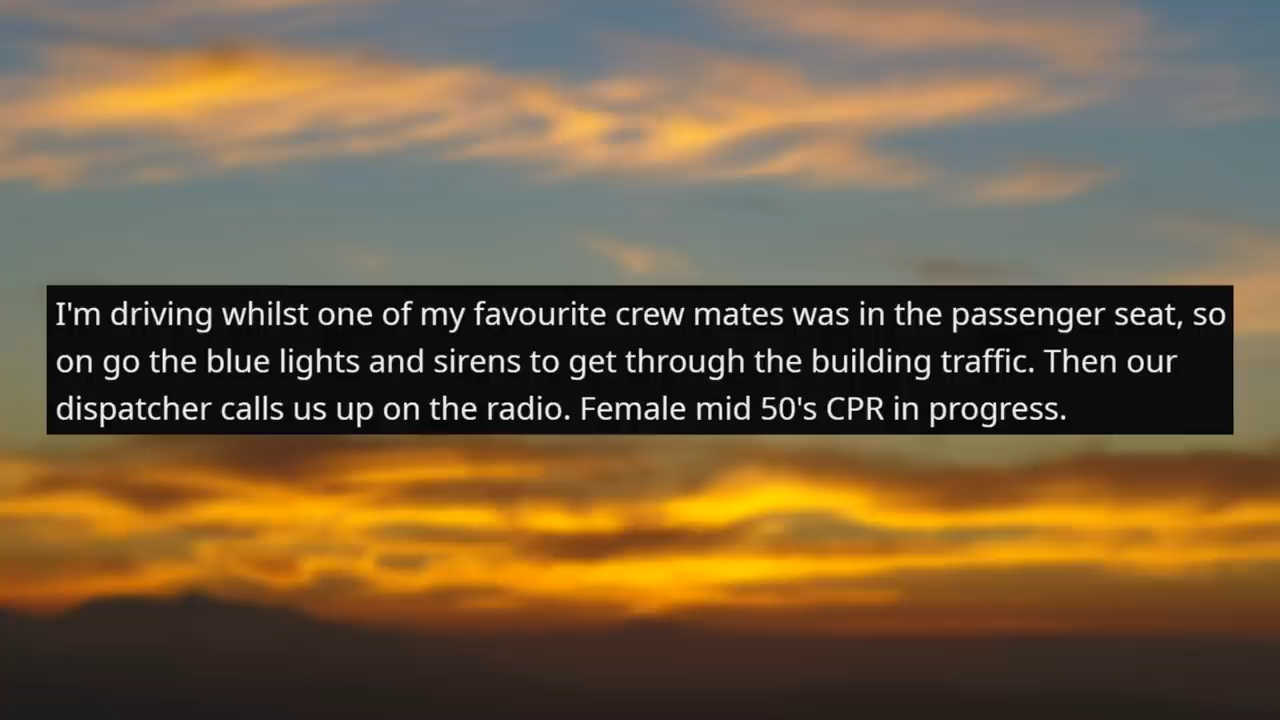 I'm driving whilst one of my favourite crew mates was in the passenger seat, so
on go the blue lights and sirens to get through the building traffic. Then our
dispatcher calls us up on the radio. Female mid 50's CPR in progress.